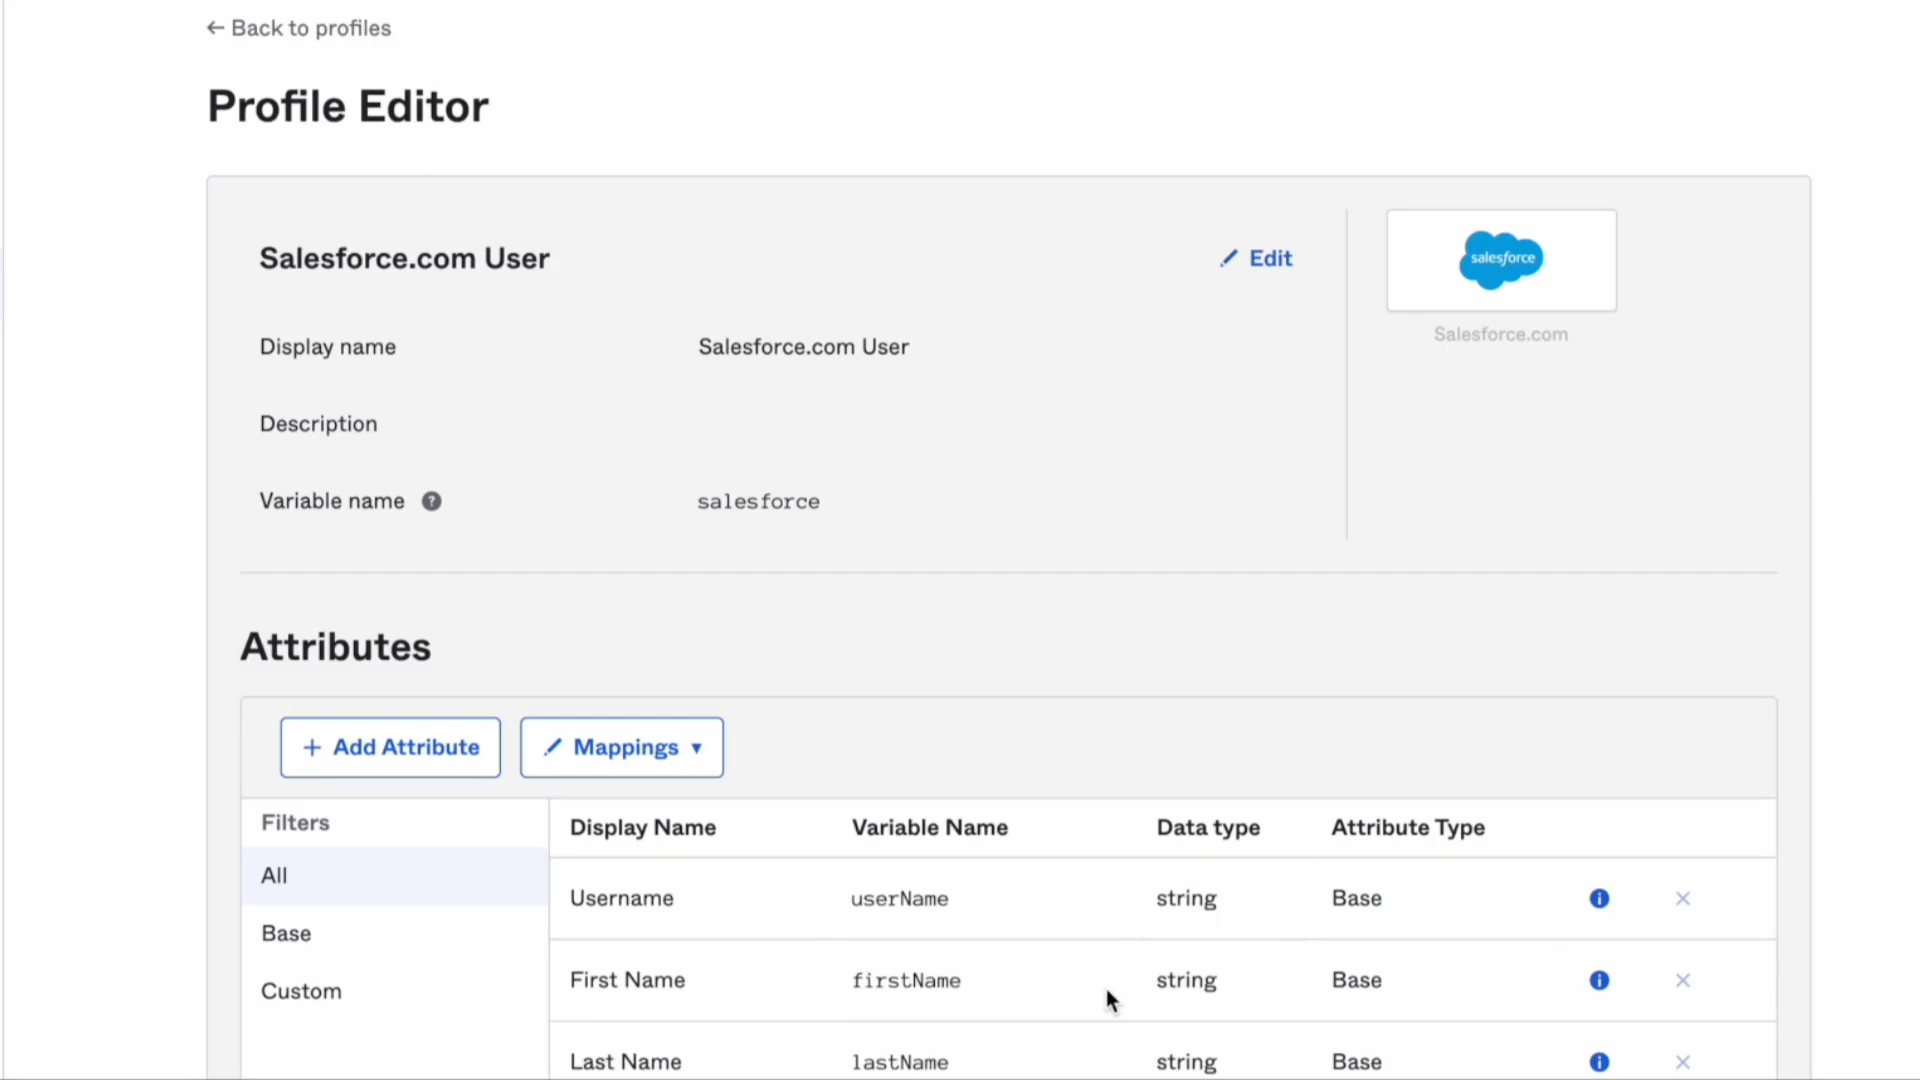 ← Back to profiles
Profile Editor
Salesforce.com User
Edit
salesforce
Salesforce.com
Display name Salesforce.com User
Description
Variable name ? salesforce
Attributes
+ Add Attribute
Mappings ▼
Filters
All
Base
Custom
Display Name Variable Name Data type Attribute Type
Username userName string Base
First Name firstName string Base
Last Name lastName string Base